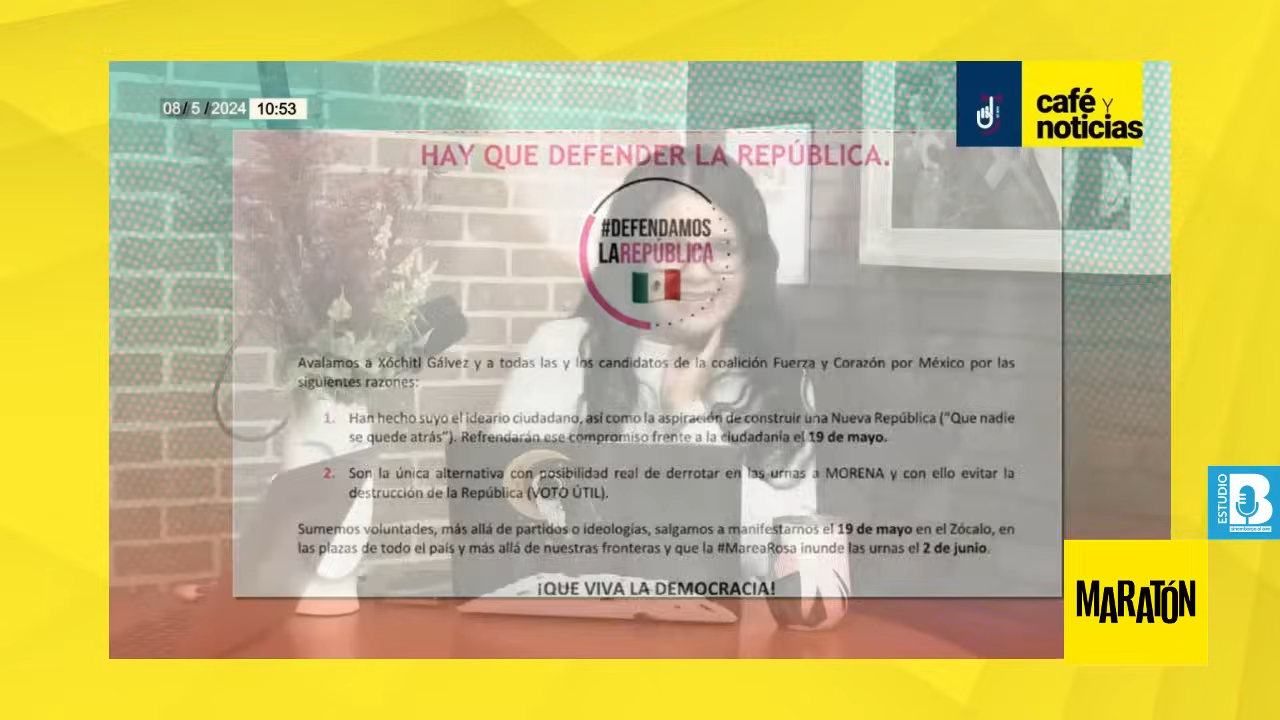 08/ 5 /2024 10:53
café y
noticias
HAY QUE DEFENDER LA REPÚBLICA.
#DEFENDAMOS
LAREPÚBLICA
Avalamos a Xóchitl Gálvez y a todas las y los candidatos de la coalición Fuerza y Corazón por México por las
siguientes razones:
1. Han hecho suyo el ideario ciudadano, así como la aspiración de construir una Nueva República ("Que nadie
se quede atrás"). Refrendarán ese compromiso frente a la ciudadanía el 19 de mayo.
2. Son la única alternativa con posibilidad real de derrotar en las urnas a MORENA y con ello evitar la
destrucción de la República (VOTO ÚTIL).
Sumemos voluntades, más allá de partidos o ideologías, salgamos a manifestarnos el 19 de mayo en el Zócalo, en
las plazas de todo el país y más allá de nuestras fronteras y que la #MareaRosa inunde las urnas el 2 de junio.
¡QUE VIVA LA DEMOCRACIA!
ESTUDIO
B
MARATÓN